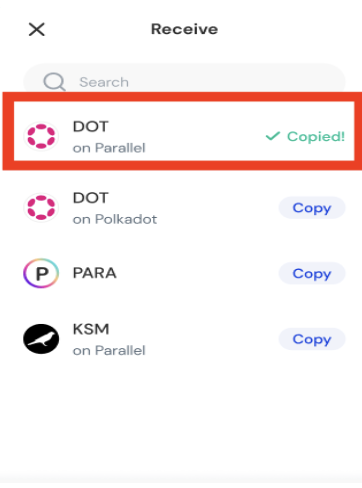 Receive
Search
DOT
on Parallel
Copied!
DOT
on Polkadot
Copy
P
PARA
Copy
KSM
on Parallel
Copy